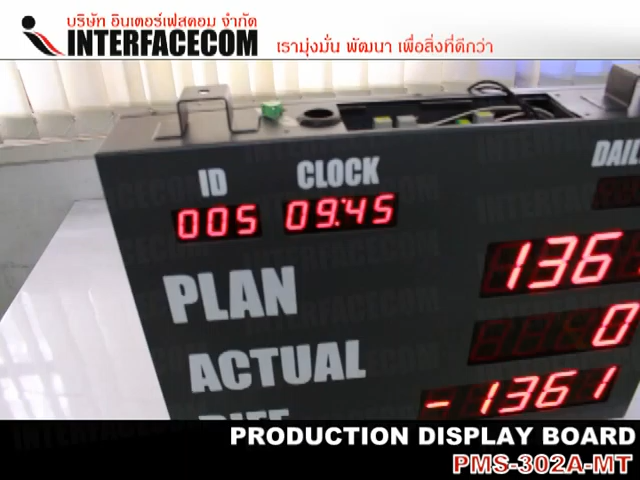 บริษัท อินเตอร์เฟสคอม จำกัด
INTERFACECOM
เรามุ่งมั่น พัฒนา เพื่อสิ่งที่ดีกว่า
ID CLOCK
005 09:45
PLAN 136
ACTUAL 0
-1361
PRODUCTION DISPLAY BOARD
PMS-302A-MT